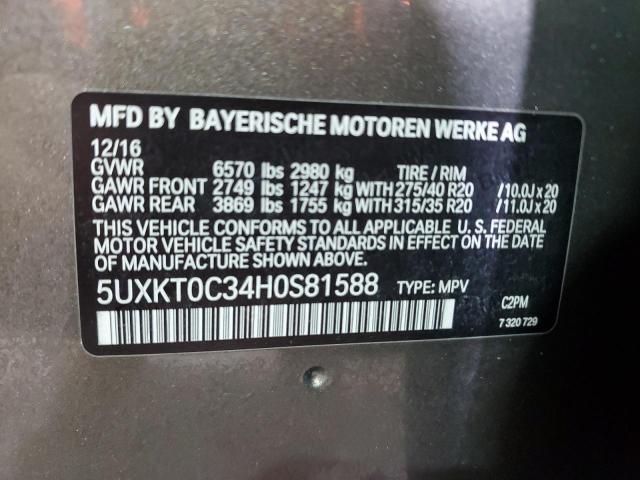 MFD BY BAYERISCHE MOTOREN WERKE AG
12/16
GVWR 6570 lbs 2980 kg TIRE / RIM
GAWR FRONT 2749 lbs 1247 kg WITH 275/40 R20 /10.0J x 20
GAWR REAR 3869 lbs 1755 kg WITH 315/35 R20 /11.0J x 20
THIS VEHICLE CONFORMS TO ALL APPLICABLE U. S. FEDERAL
MOTOR VEHICLE SAFETY STANDARDS IN EFFECT ON THE DATE
OF MANUFACTURE SHOWN ABOVE.
5UXKT0C34H0S81588 TYPE: MPV
C2PM
7 320 729